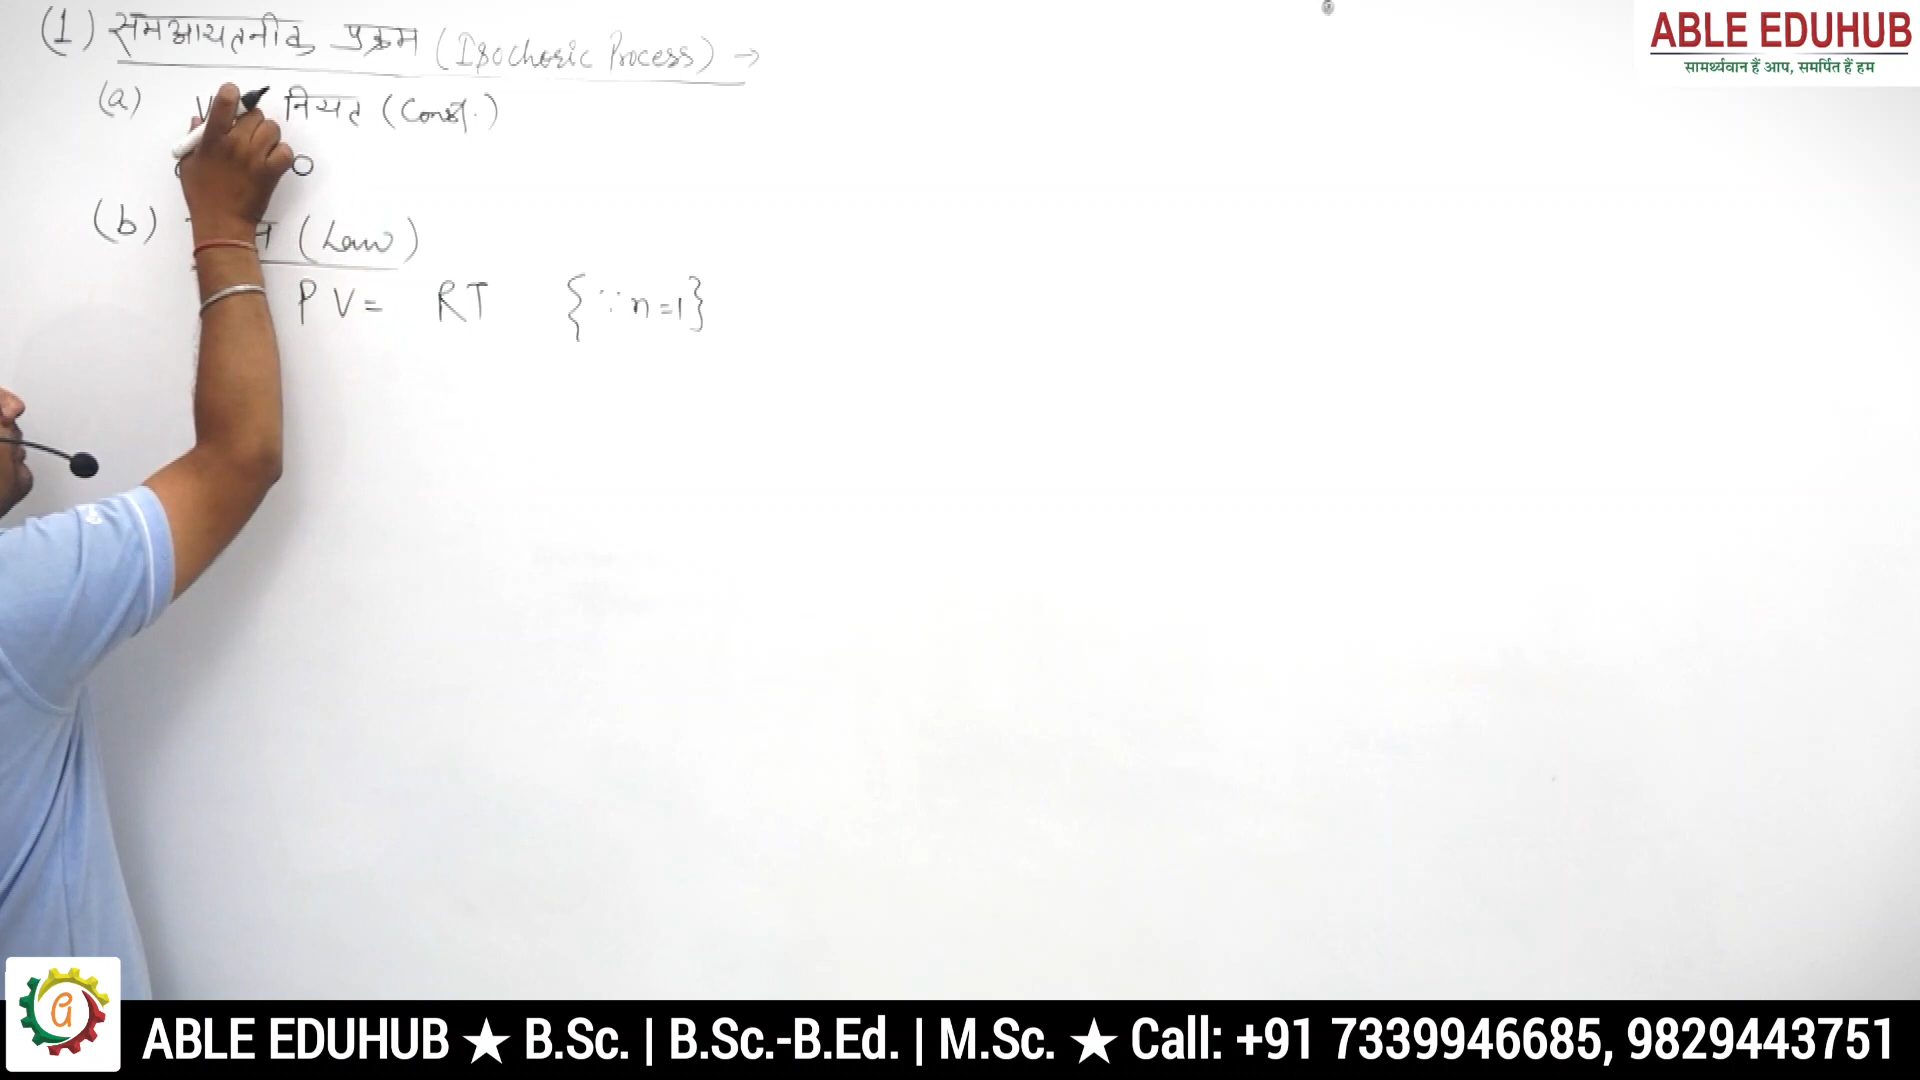 (1) समआयतनीक प्रक्रम (Isochoric Process) →
(a) V नियत (Const.)
0
(b) (Law)
PV= RT {∵ n=1}
ABLE EDUHUB
सामर्थ्यवान हैं आप, समर्पित हैं हम
ABLE EDUHUB ★ B.Sc. | B.Sc.-B.Ed. | M.Sc. ★ Call: +91 7339946685, 9829443751